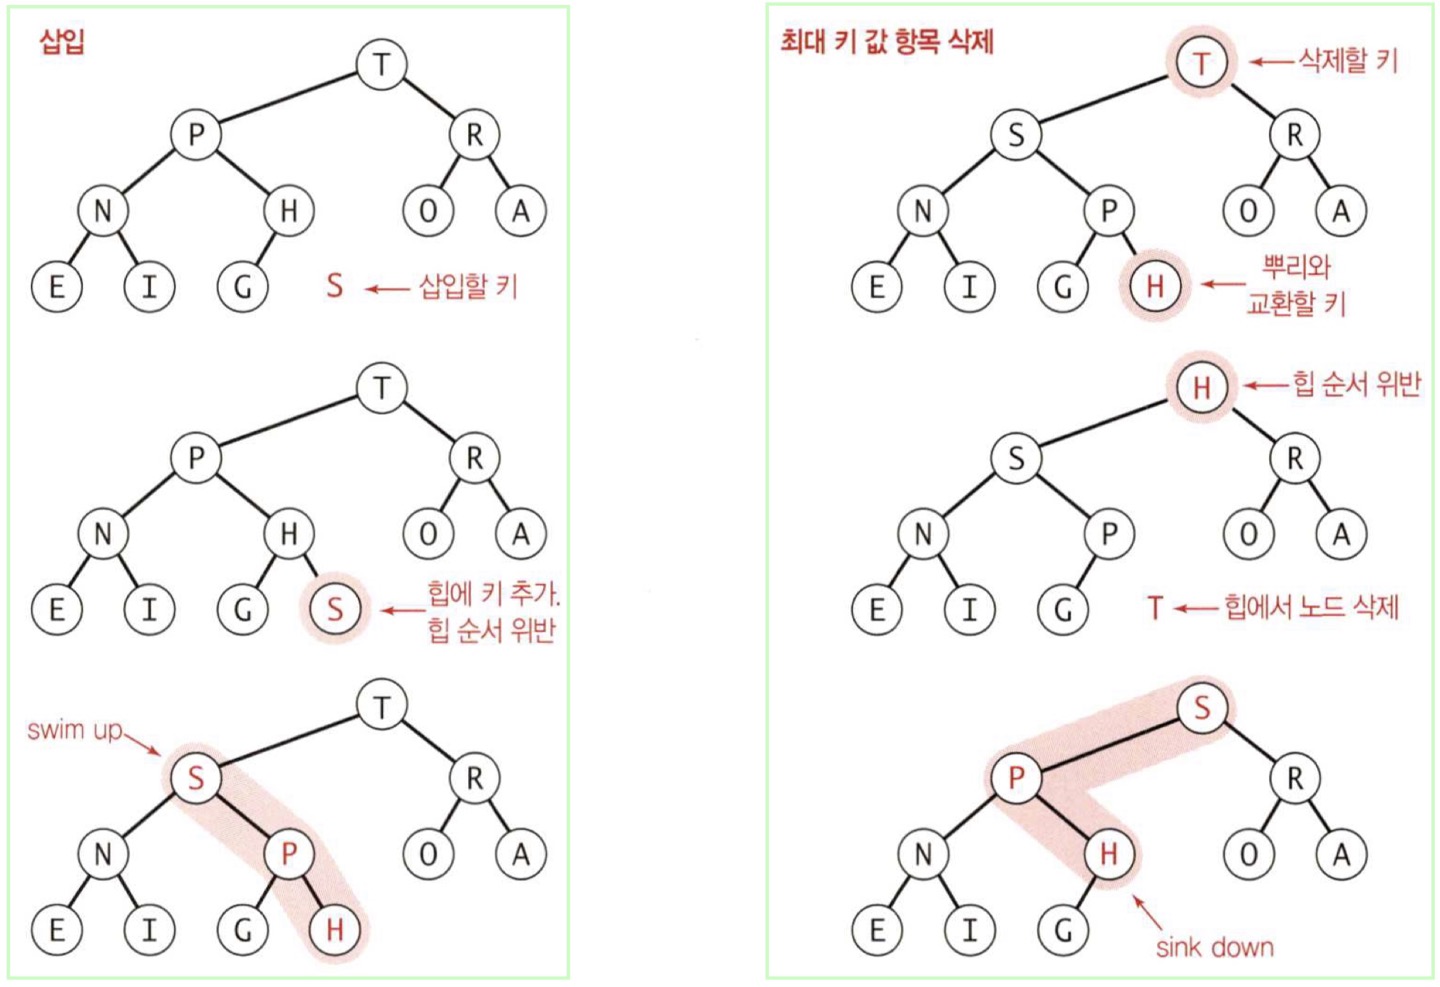 삽입
T
P R
N H O A
E I G S ← 삽입할 키
T
P R
N H O A
E I G S ← 힙에 키 추가.
힙 순서 위반
swim up
T
S R
N P O A
E I G H
최대 키 값 항목 삭제
T ← 삭제할 키
S R
N P O A
E I G H ← 뿌리와
교환할 키
H ← 힙 순서 위반
S R
N P O A
E I G T ← 힙에서 노드 삭제
S
P R
N H O A
E I G
sink down